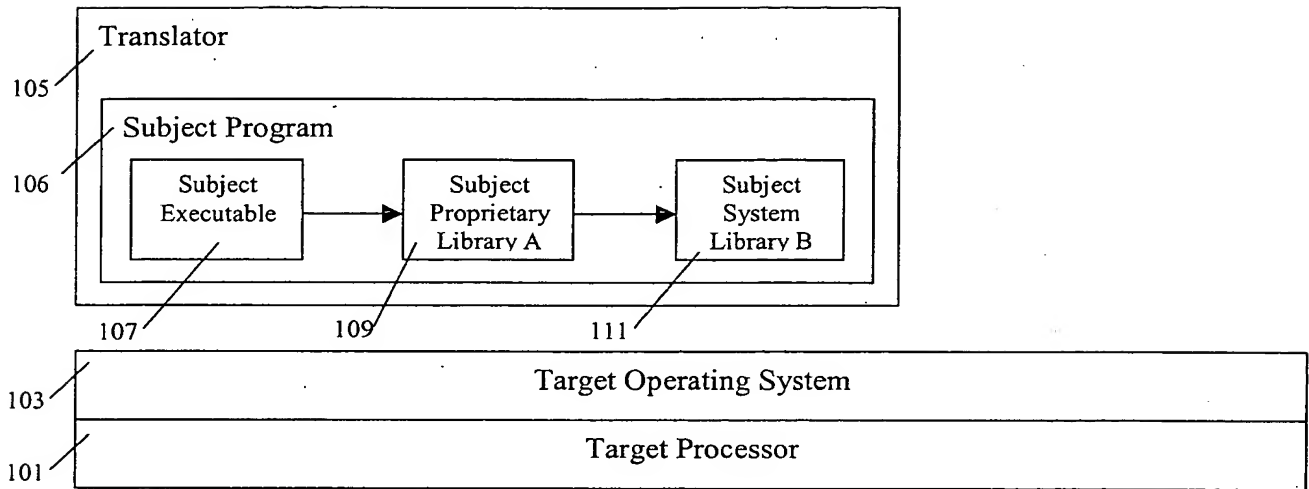 Translator
105
Subject Program
106
Subject
Executable
Subject
Proprietary
Library A
Subject
System
Library B
107
109
111
103
Target Operating System
101
Target Processor